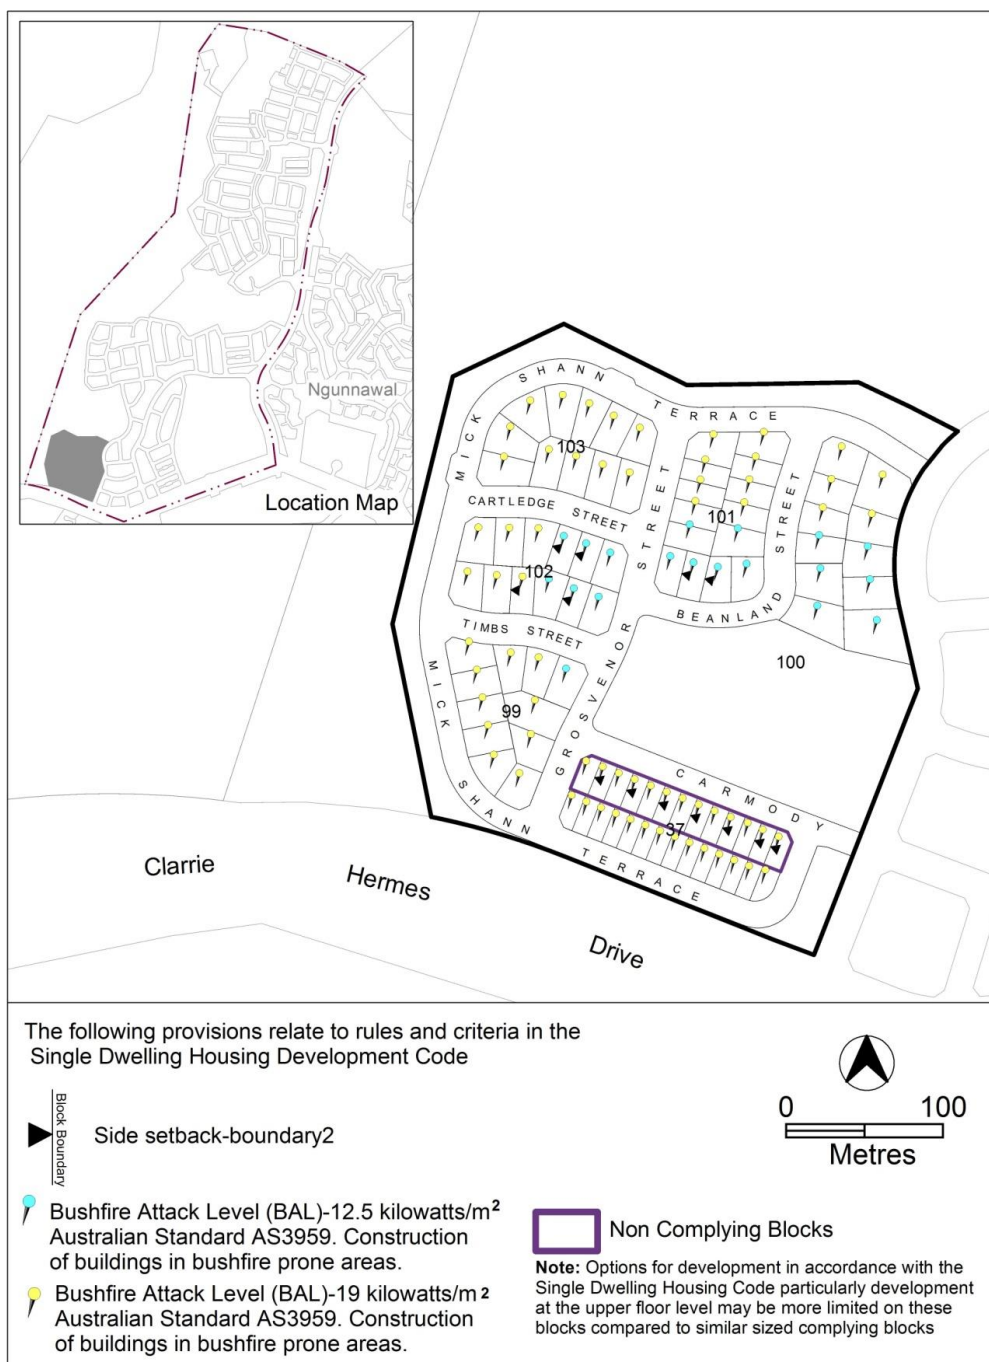 Ngunnawal
Location Map
MICK SHANN TERRACE
103
CARTLEDGE STREET
101
STREET
BEANLAND STREET
102
TIMBS STREET
100
MICK SHANN TERRACE
99
GROSVENOR STREET
CARMODY
37
Clarrie Hermes Drive
The following provisions relate to rules and criteria in the
Single Dwelling Housing Development Code
Block Boundary
Side setback-boundary2
0 100
Metres
Bushfire Attack Level (BAL)-12.5 kilowatts/m²
Australian Standard AS3959. Construction
of buildings in bushfire prone areas.
Bushfire Attack Level (BAL)-19 kilowatts/m²
Australian Standard AS3959. Construction
of buildings in bushfire prone areas.
Non Complying Blocks
Note: Options for development in accordance with the
Single Dwelling Housing Code particularly development
at the upper floor level may be more limited on these
blocks compared to similar sized complying blocks